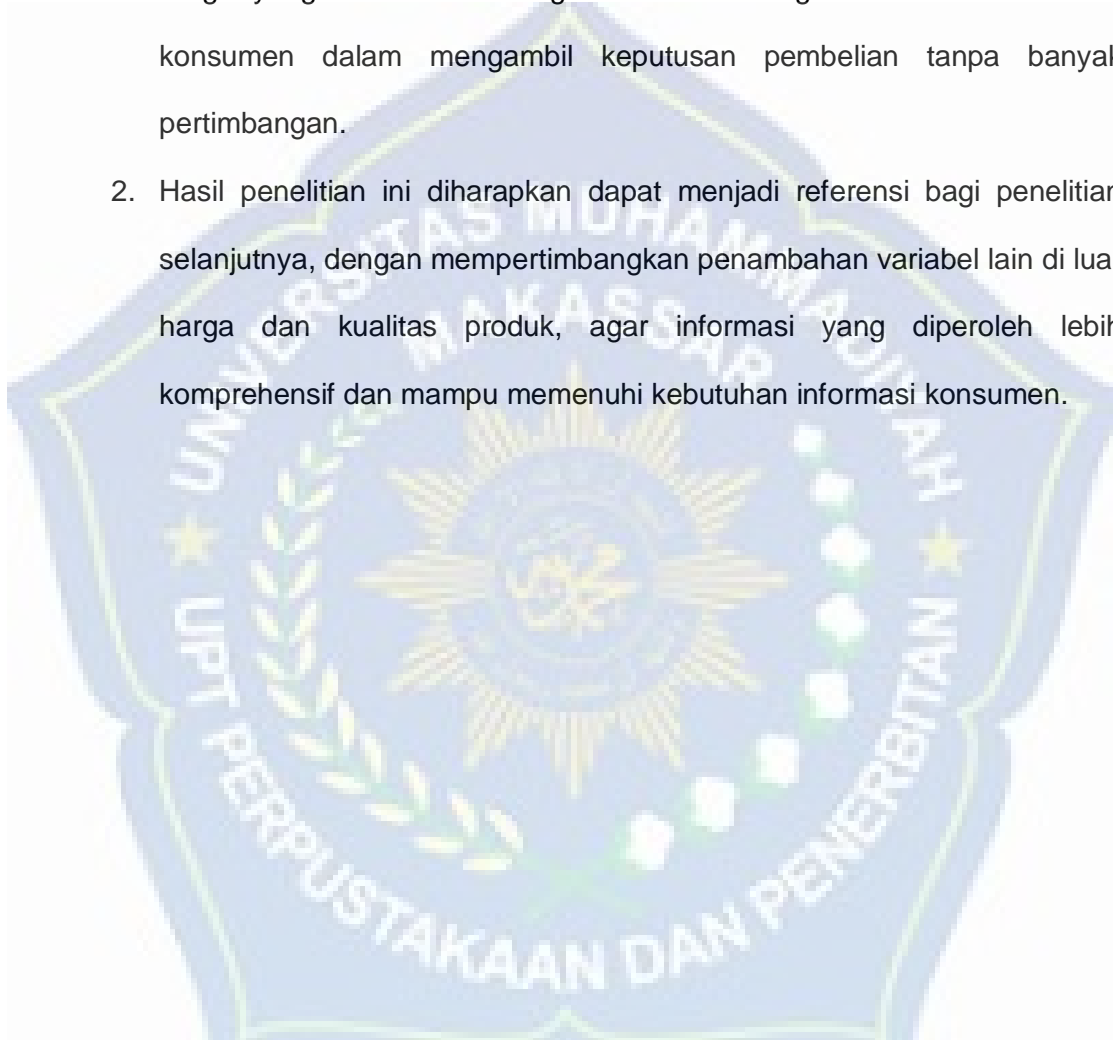 konsumen dalam mengambil keputusan pembelian tanpa banyak
pertimbangan.
2. Hasil penelitian ini diharapkan dapat menjadi referensi bagi penelitian
selanjutnya, dengan mempertimbangkan penambahan variabel lain di lua
harga dan kualitas produk, agar informasi yang diperoleh lebih
komprehensif dan mampu memenuhi kebutuhan informasi konsumen.
UNIVERSITAS MUHAMMADIYAH
MAKASSAR
UPT PERPUSTAKAAN DAN PENERBITAN